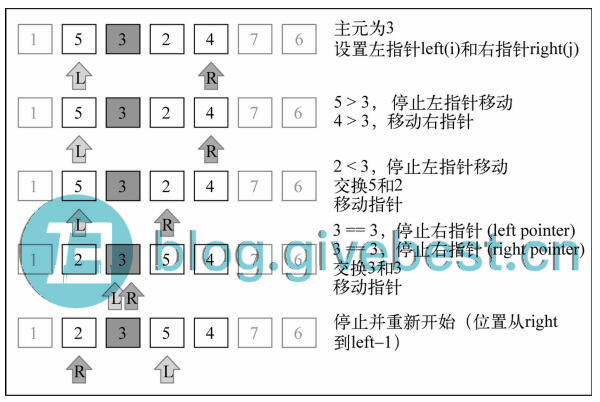 1 5 3 2 4 7 6
主元为3
设置左指针left(i)和右指针right(j)
L R
1 5 3 2 4 7 6
5 > 3，停止左指针移动
4 > 3，移动右指针
L R
1 5 3 2 4 7 6
2 < 3，停止左指针移动
交换5和2
移动指针
L R
1 2 3 5 4 7 6
3 == 3，停止右指针 (left pointer)
3 == 3，停止右指针 (right pointer)
交换3和3
移动指针
L R
blog.givebest.cn
1 2 3 5 4 7 6
停止并重新开始（位置从right
到left−1）
R L